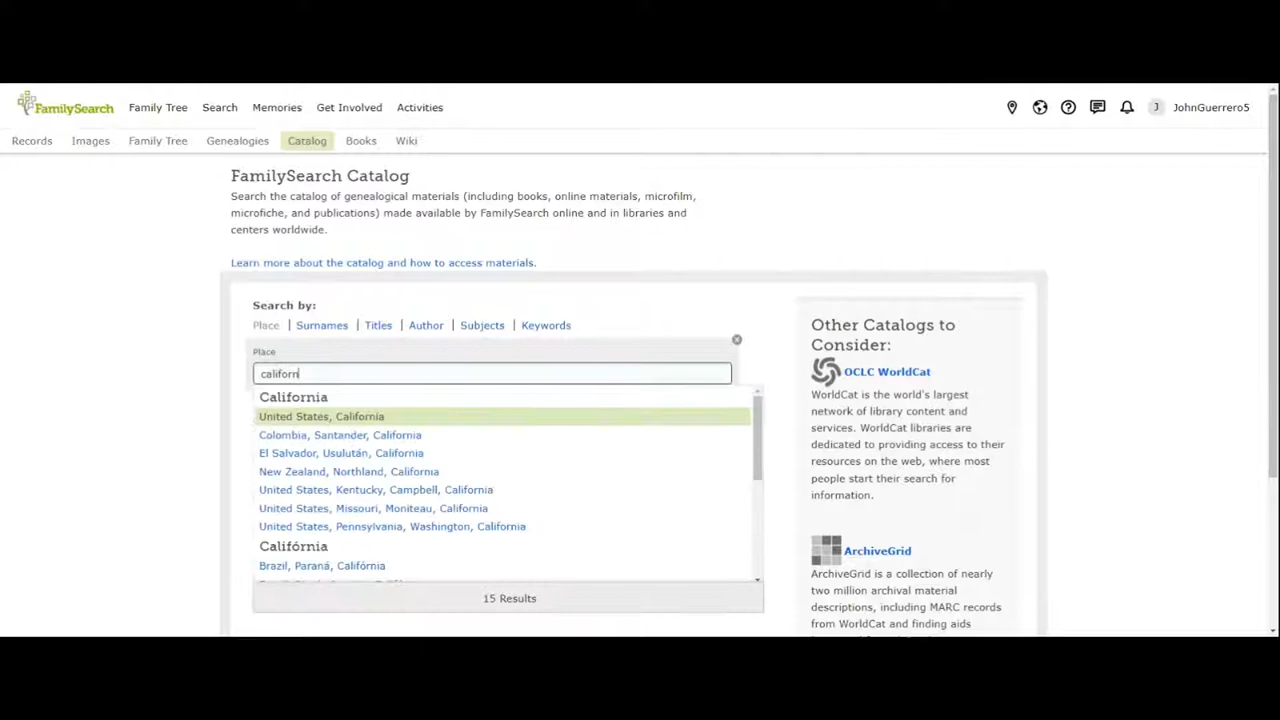 FamilySearch Family Tree Search Memories Get Involved Activities J JohnGuerrero5
Records Images Family Tree Genealogies Catalog Books Wiki
FamilySearch Catalog
Search the catalog of genealogical materials (including books, online materials, microfilm,
microfiche, and publications) made available by FamilySearch online and in libraries and
centers worldwide.
Learn more about the catalog and how to access materials.
Search by:
Place | Surnames | Titles | Author | Subjects | Keywords
Place
californ
California
United States, California
Colombia, Santander, California
El Salvador, Usulután, California
New Zealand, Northland, California
United States, Kentucky, Campbell, California
United States, Missouri, Moniteau, California
United States, Pennsylvania, Washington, California
Califórnia
Brazil, Paraná, Califórnia
15 Results
Other Catalogs to
Consider:
OCLC WorldCat
WorldCat is the world's largest
network of library content and
services. WorldCat libraries are
dedicated to providing access to their
resources on the web, where most
people start their search for
information.
ArchiveGrid
ArchiveGrid is a collection of nearly
two million archival material
descriptions, including MARC records
from WorldCat and finding aids